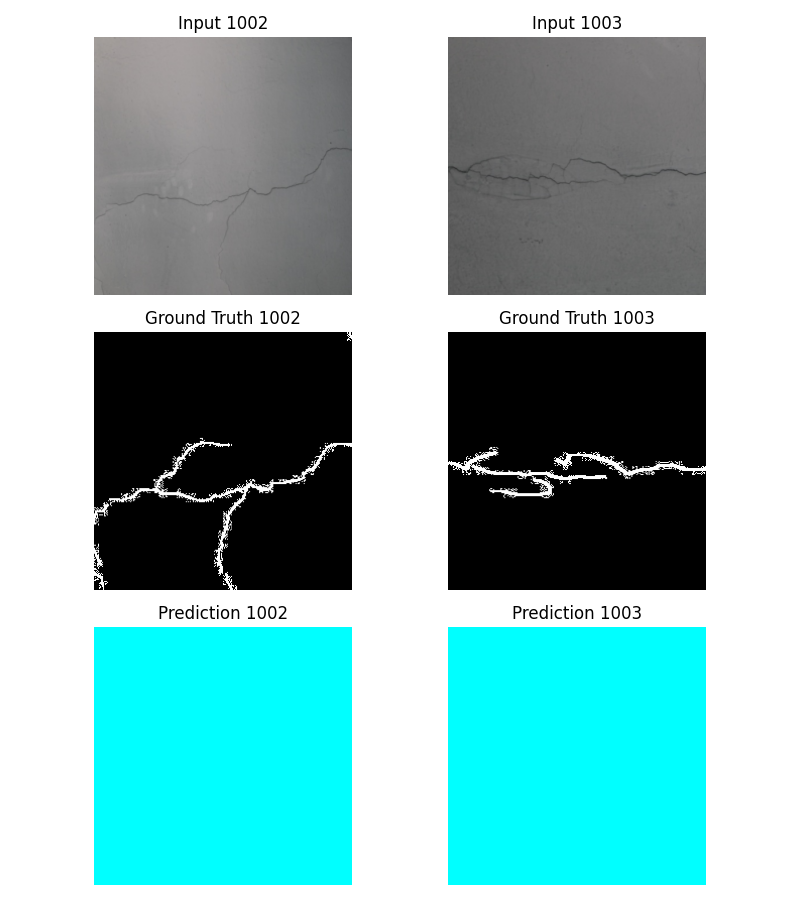 Input 1002
Input 1003
Ground Truth 1002
Ground Truth 1003
Prediction 1002
Prediction 1003